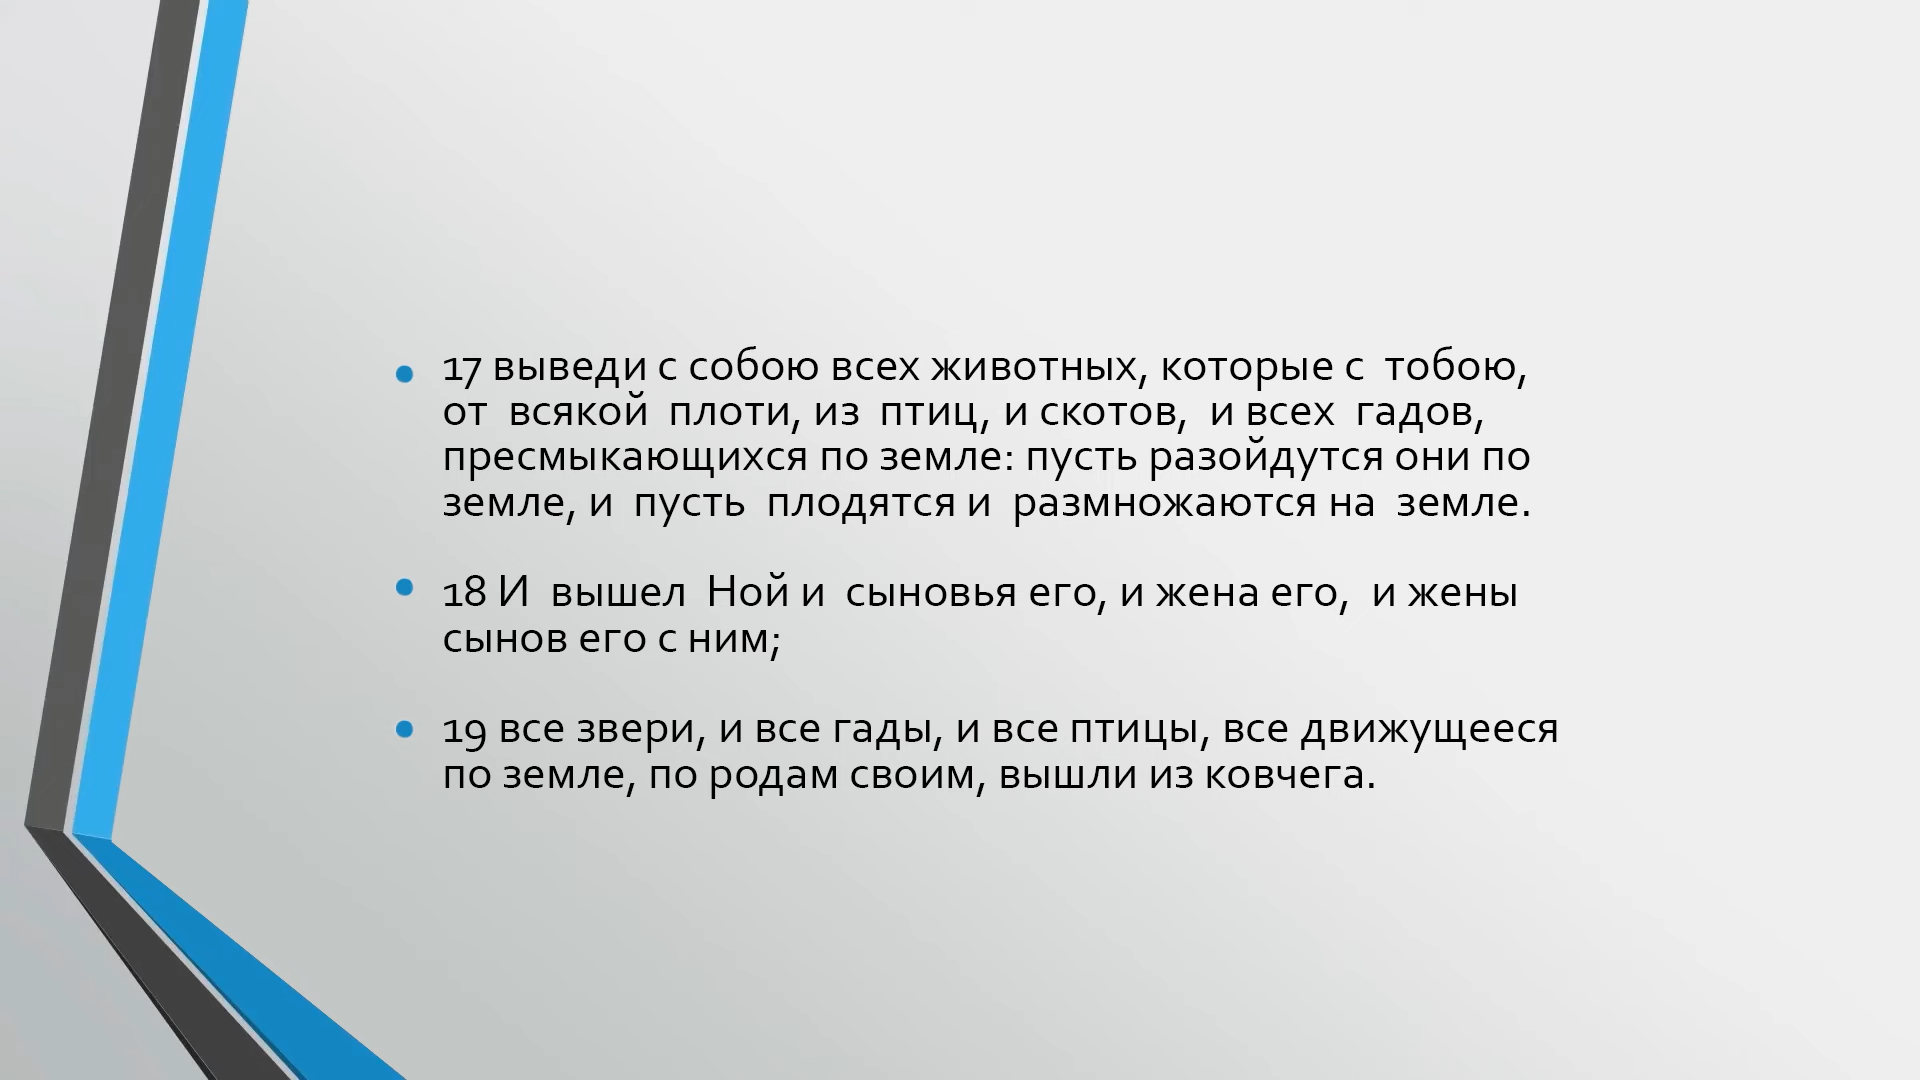 17 выведи с собою всех животных, которые с тобою,
от всякой плоти, из птиц, и скотов, и всех гадов,
пресмыкающихся по земле: пусть разойдутся они по
земле, и пусть плодятся и размножаются на земле.
18 И вышел Ной и сыновья его, и жена его, и жены
сынов его с ним;
19 все звери, и все гады, и все птицы, все движущееся
по земле, по родам своим, вышли из ковчега.